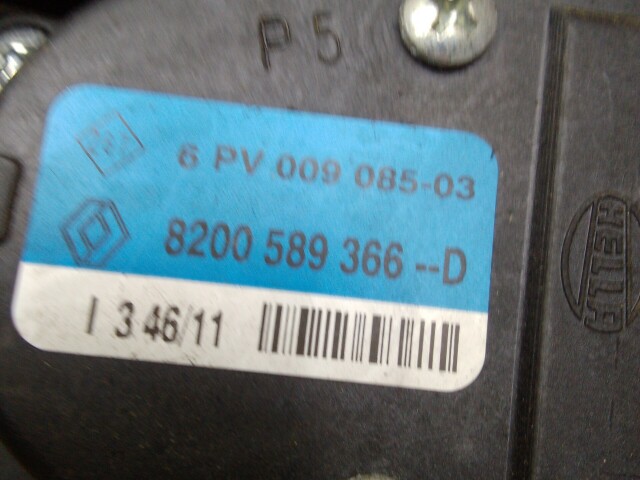 P5
6 PV 009 085-03
8200 589 366 --D
I 3 46/11
HELLA